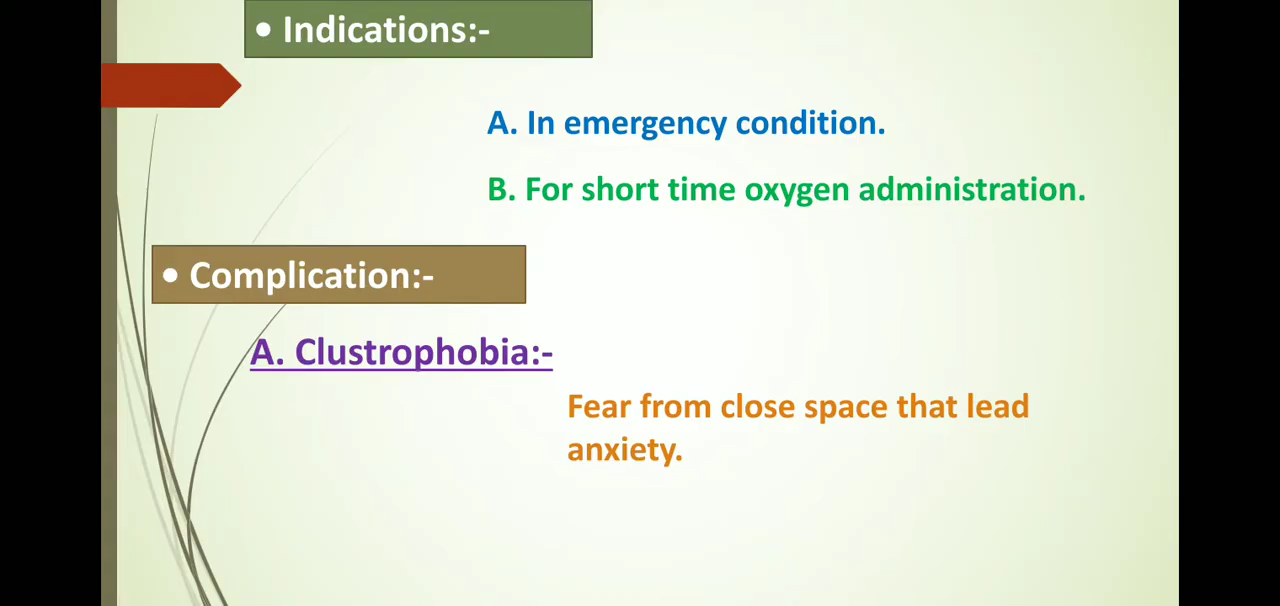 • Indications:-
A. In emergency condition.
B. For short time oxygen administration.
• Complication:-
A. Clustrophobia:-
Fear from close space that lead
anxiety.